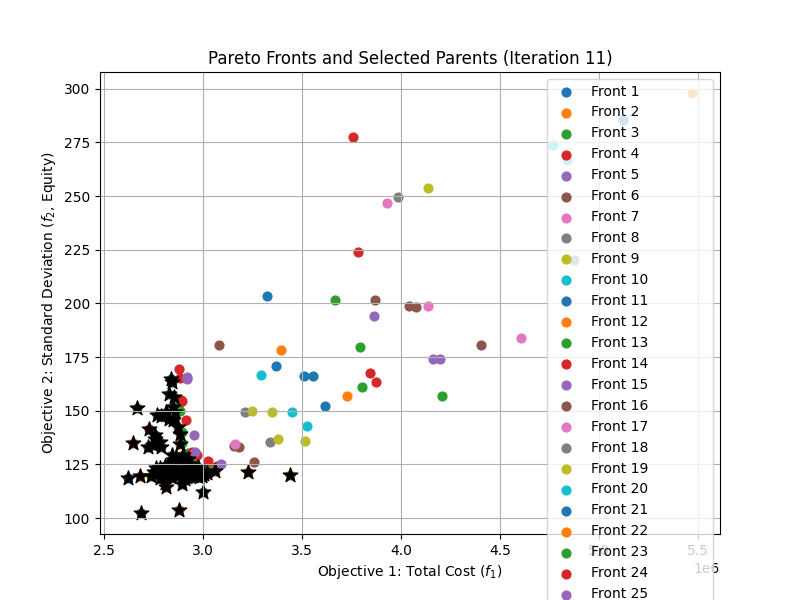 Pareto Fronts and Selected Parents (Iteration 11)
300
275
250
225
200
175
150
125
100
Objective 2: Standard Deviation (f₂, Equity)
2.5 3.0 3.5 4.0 4.5 5.5
1e6
Objective 1: Total Cost (f₁)
Front 1
Front 2
Front 3
Front 4
Front 5
Front 6
Front 7
Front 8
Front 9
Front 10
Front 11
Front 12
Front 13
Front 14
Front 15
Front 16
Front 17
Front 18
Front 19
Front 20
Front 21
Front 22
Front 23
Front 24
Front 25